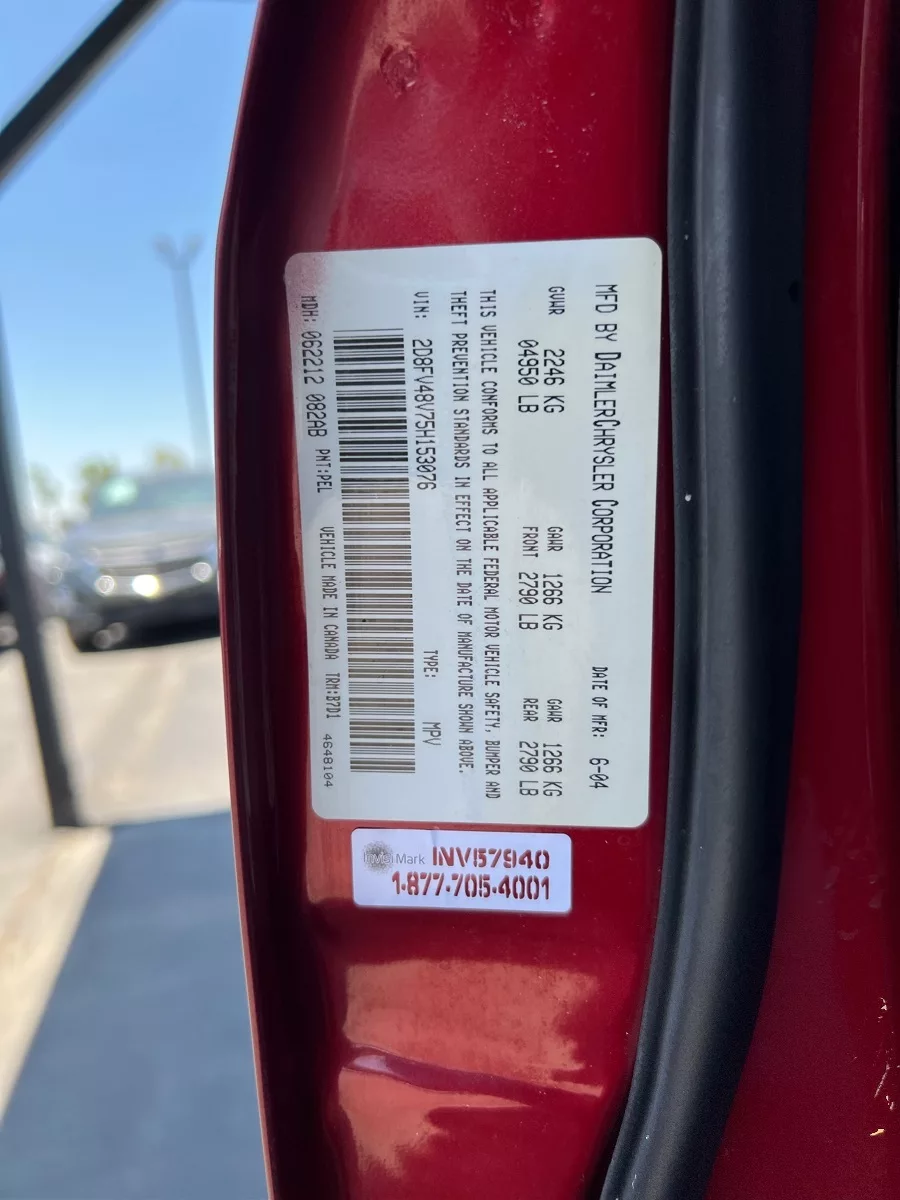 MFD BY DAIMLERCHRYSLER CORPORATION DATE OF MFR: 6-04
GVWR 2246 KG GAWR 1266 KG GAWR 1266 KG
04950 LB FRONT 2790 LB REAR 2790 LB
THIS VEHICLE CONFORMS TO ALL APPLICABLE FEDERAL MOTOR VEHICLE SAFETY, BUMPER AND
THEFT PREVENTION STANDARDS IN EFFECT ON THE DATE OF MANUFACTURE SHOWN ABOVE.
VIN: 2D8FV48V75H153076 TYPE: MPV
MDH: 062212 082AB PNT:PEL VEHICLE MADE IN CANADA TRM:B7D1 4648104
Mark INV57940
1-877-705-4001